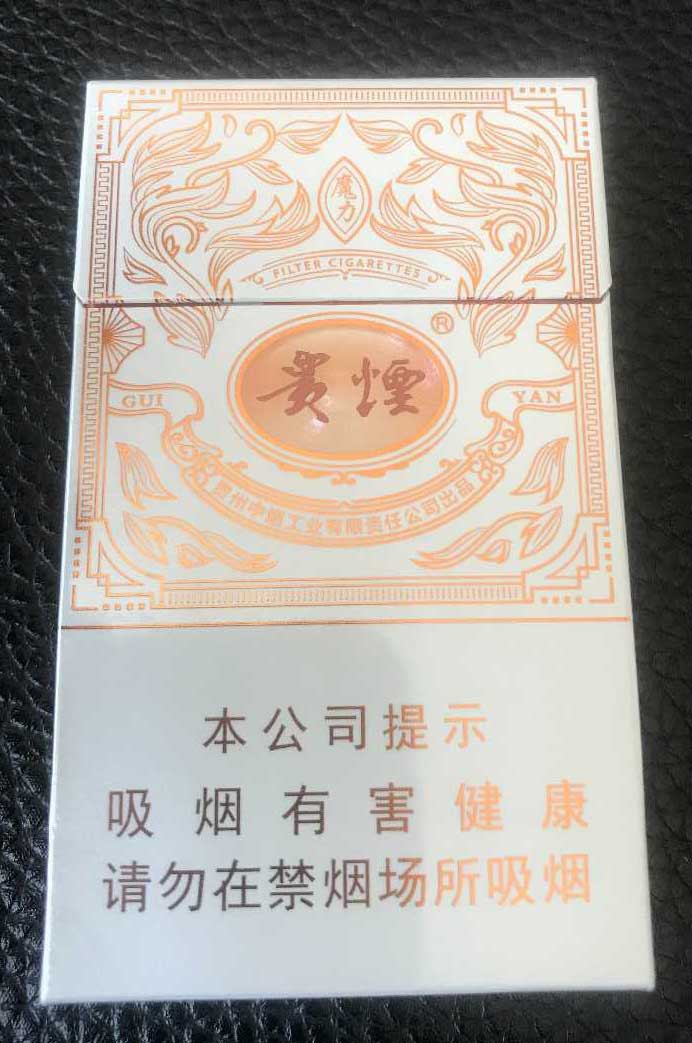 魔力
FILTER CIGARETTES
贵煙®
GUI YAN
贵州中烟工业有限责任公司出品
本公司提示
吸烟有害健康
请勿在禁烟场所吸烟